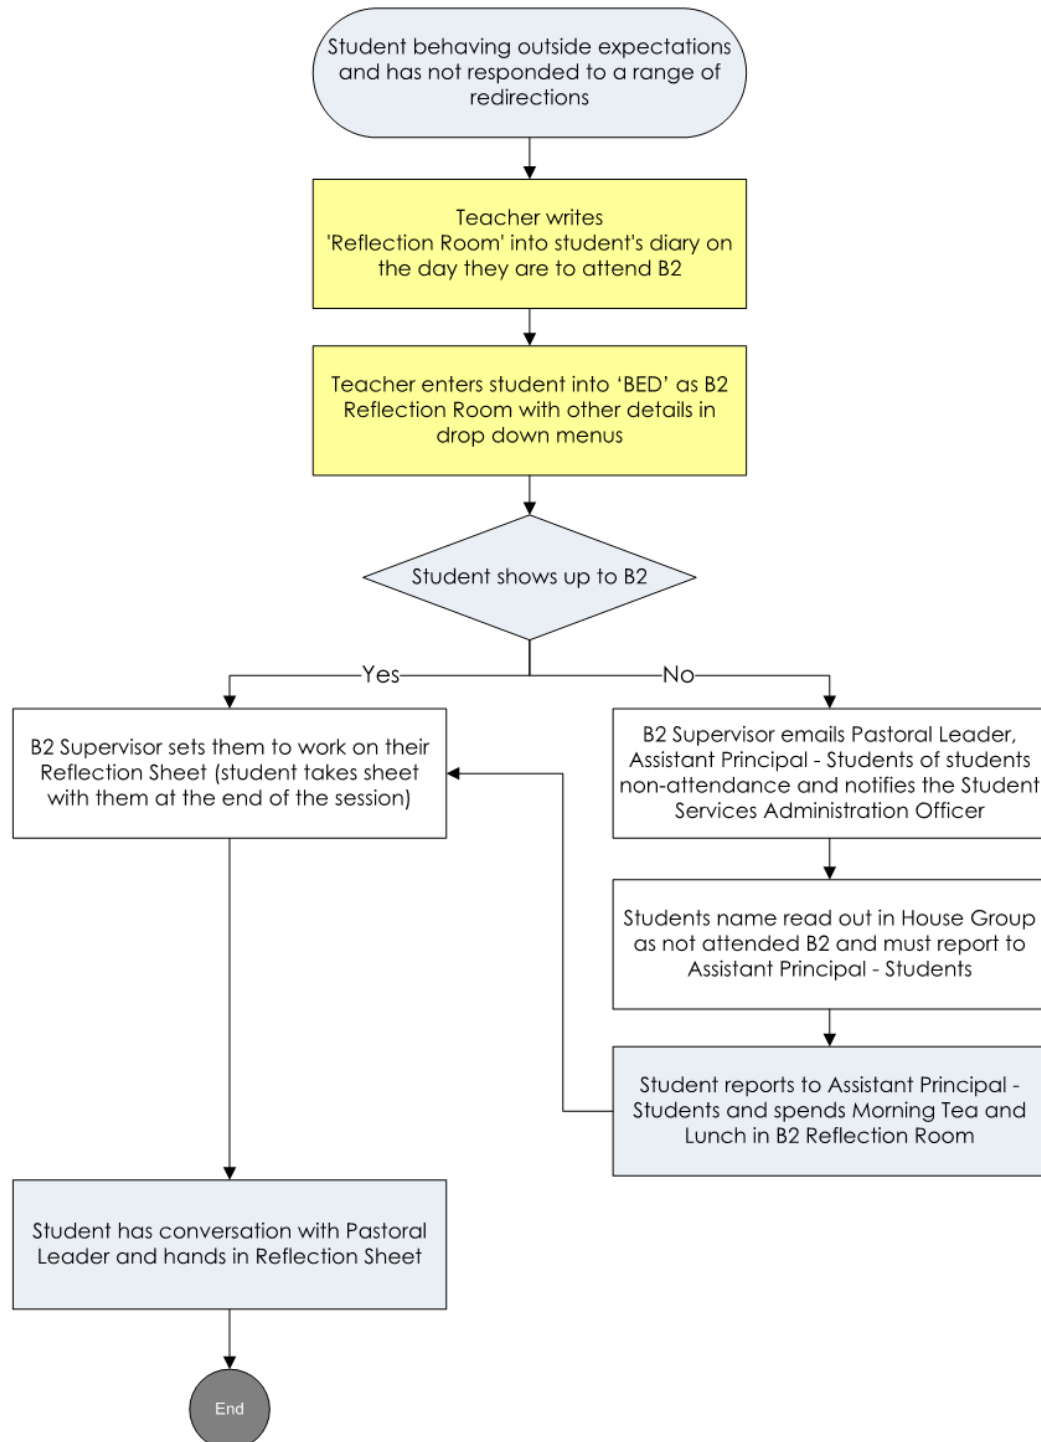 Student behaving outside expectations
and has not responded to a range of
redirections
Teacher writes
'Reflection Room' into student's diary on
the day they are to attend B2
Teacher enters student into ‘BED’ as B2
Reflection Room with other details in
drop down menus
Student shows up to B2
Yes
No
B2 Supervisor sets them to work on their
Reflection Sheet (student takes sheet
with them at the end of the session)
B2 Supervisor emails Pastoral Leader,
Assistant Principal - Students of students
non-attendance and notifies the Student
Services Administration Officer
Students name read out in House Group
as not attended B2 and must report to
Assistant Principal - Students
Student reports to Assistant Principal -
Students and spends Morning Tea and
Lunch in B2 Reflection Room
Student has conversation with Pastoral
Leader and hands in Reflection Sheet
End